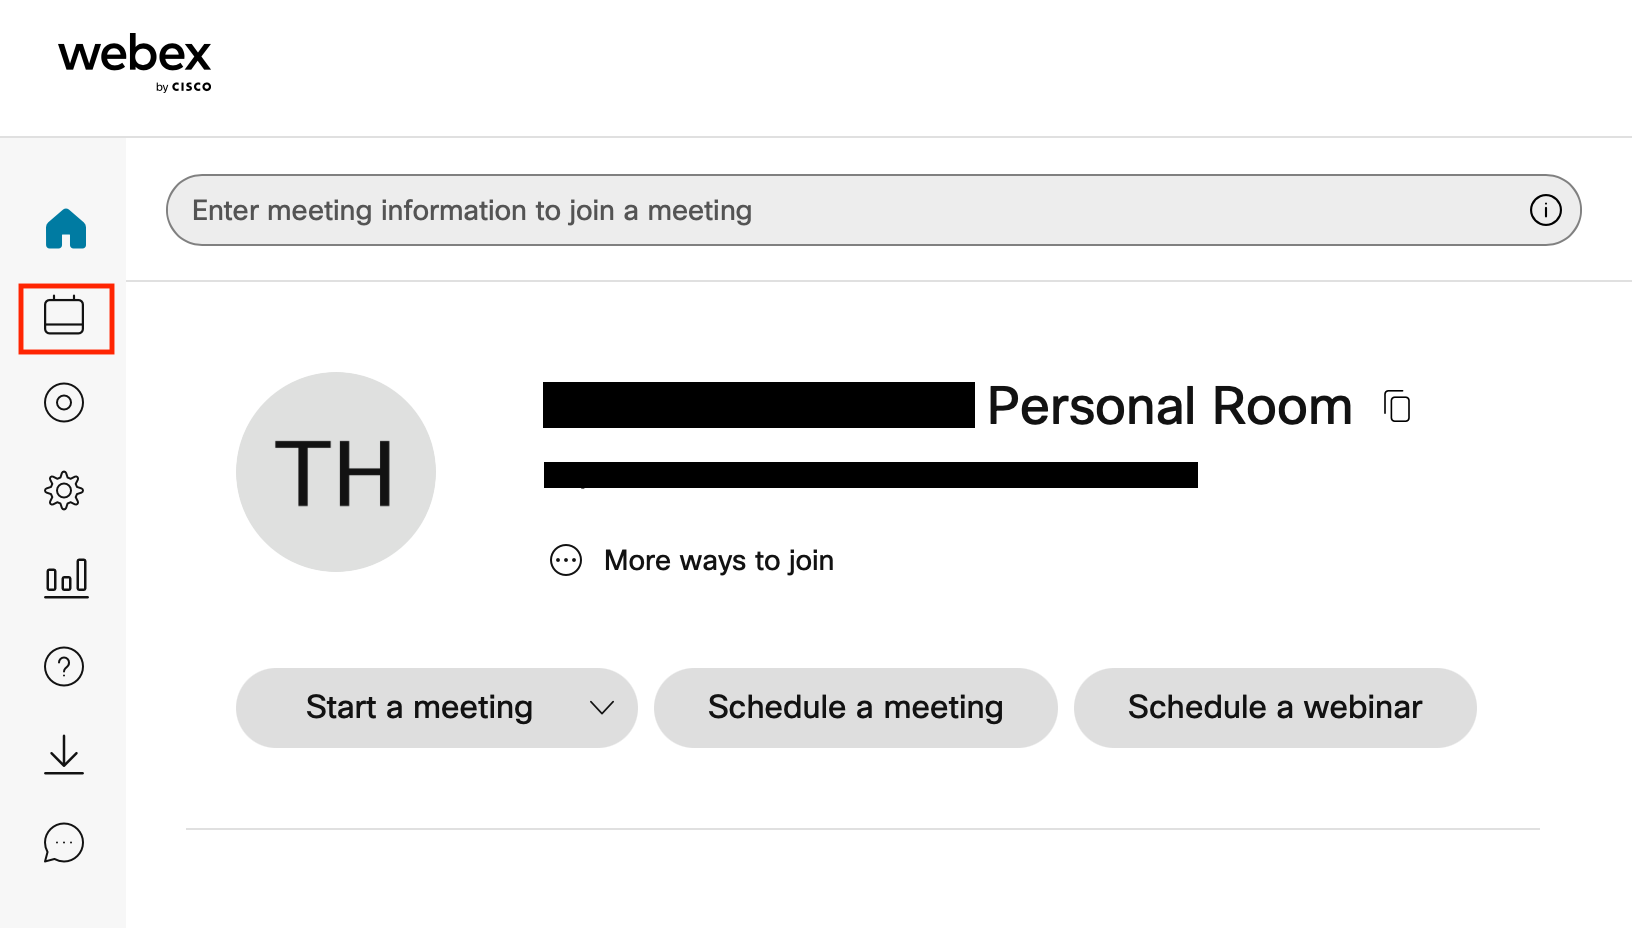 webex
by CISCO
Enter meeting information to join a meeting
TH
Personal Room
More ways to join
Start a meeting
Schedule a meeting
Schedule a webinar